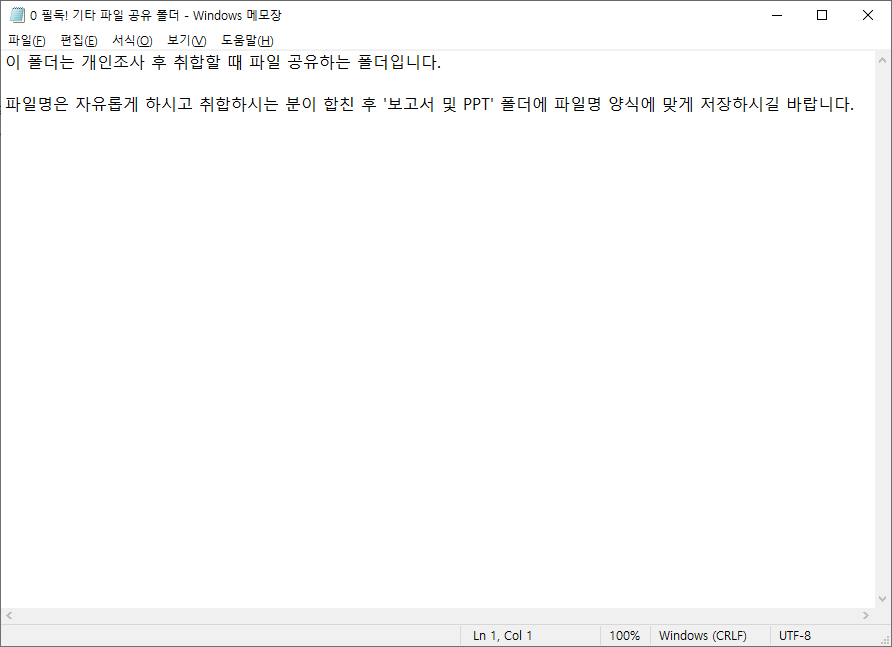 0 필독! 기타 파일 공유 폴더 - Windows 메모장
파일(F) 편집(E) 서식(O) 보기(V) 도움말(H)
이 폴더는 개인조사 후 취합할 때 파일 공유하는 폴더입니다.
파일명은 자유롭게 하시고 취합하시는 분이 합친 후 '보고서 및 PPT' 폴더에 파일명 양식에 맞게 저장하시길 바랍니다.
Ln 1, Col 1 100% Windows (CRLF) UTF-8